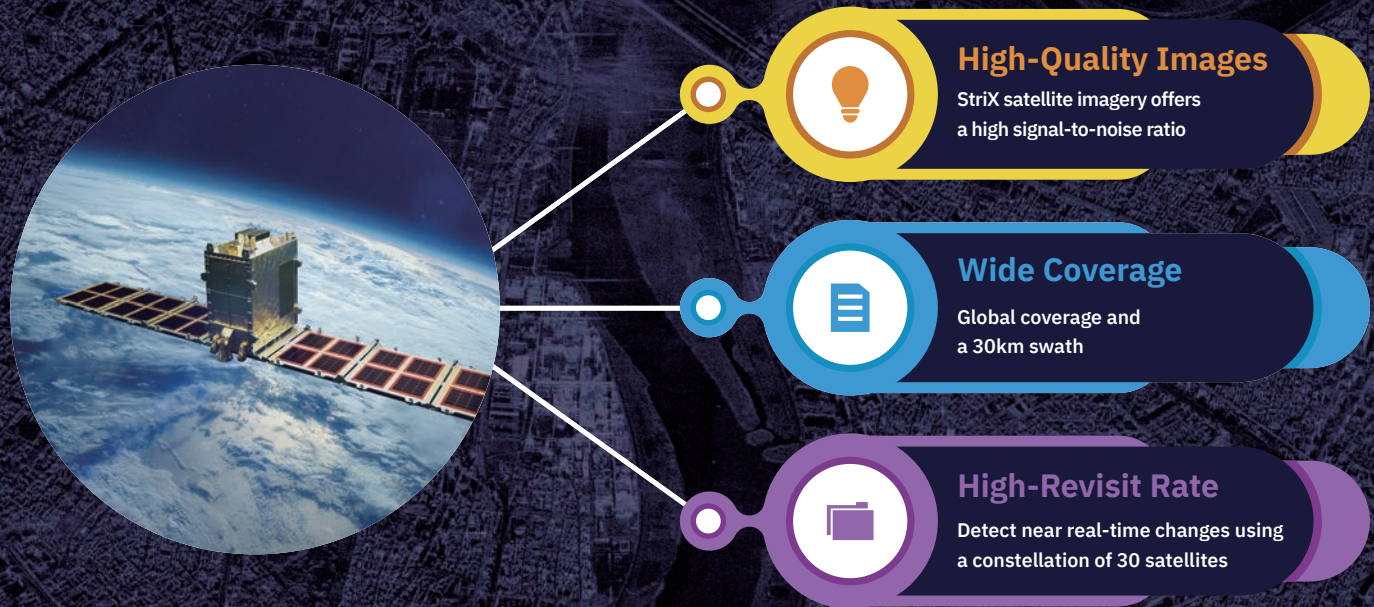 High-Quality Images
StriX satellite imagery offers
a high signal-to-noise ratio
Wide Coverage
Global coverage and
a 30km swath
High-Revisit Rate
Detect near real-time changes using
a constellation of 30 satellites